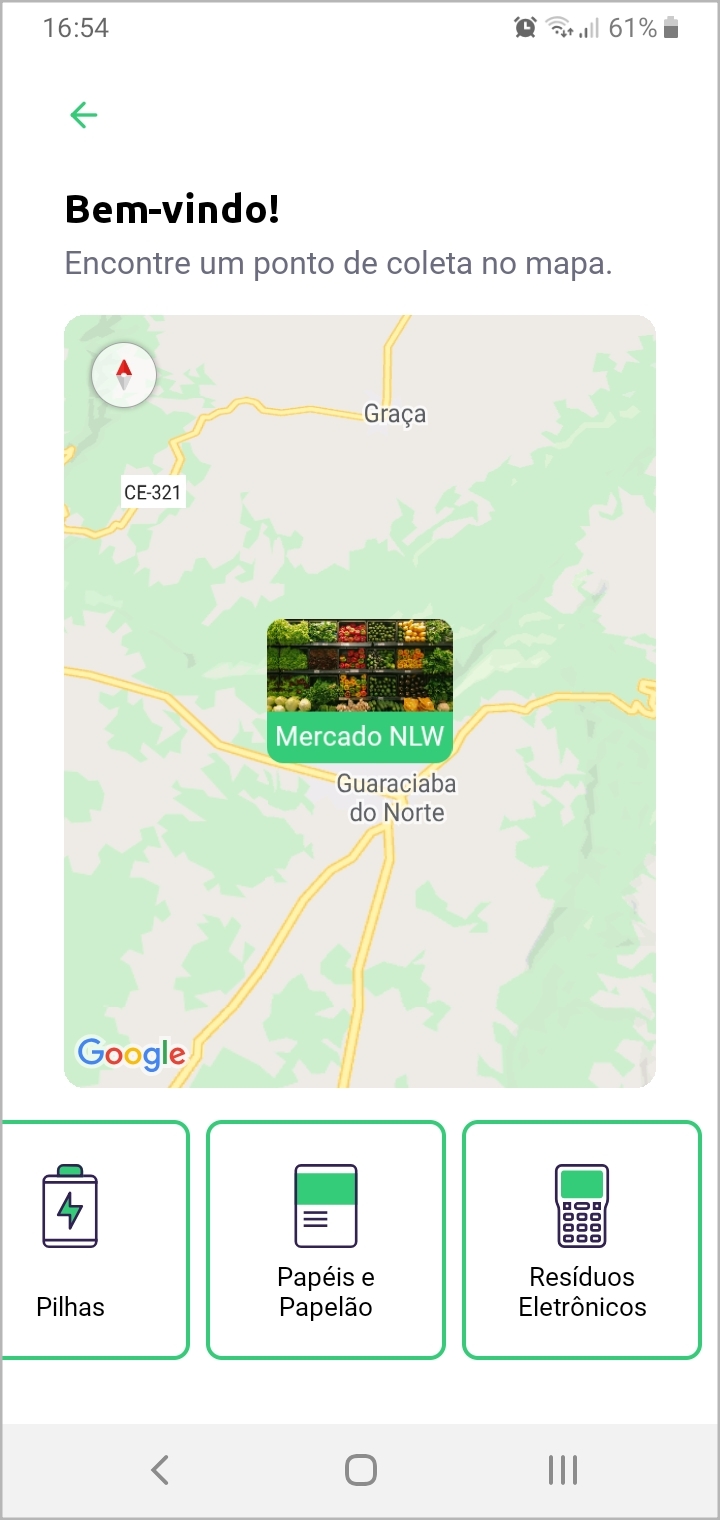 16:54
61%
Bem-vindo!
Encontre um ponto de coleta no mapa.
Graça
CE-321
Mercado NLW
Guaraciaba
do Norte
Google
Pilhas
Papéis e
Papelão
Resíduos
Eletrônicos